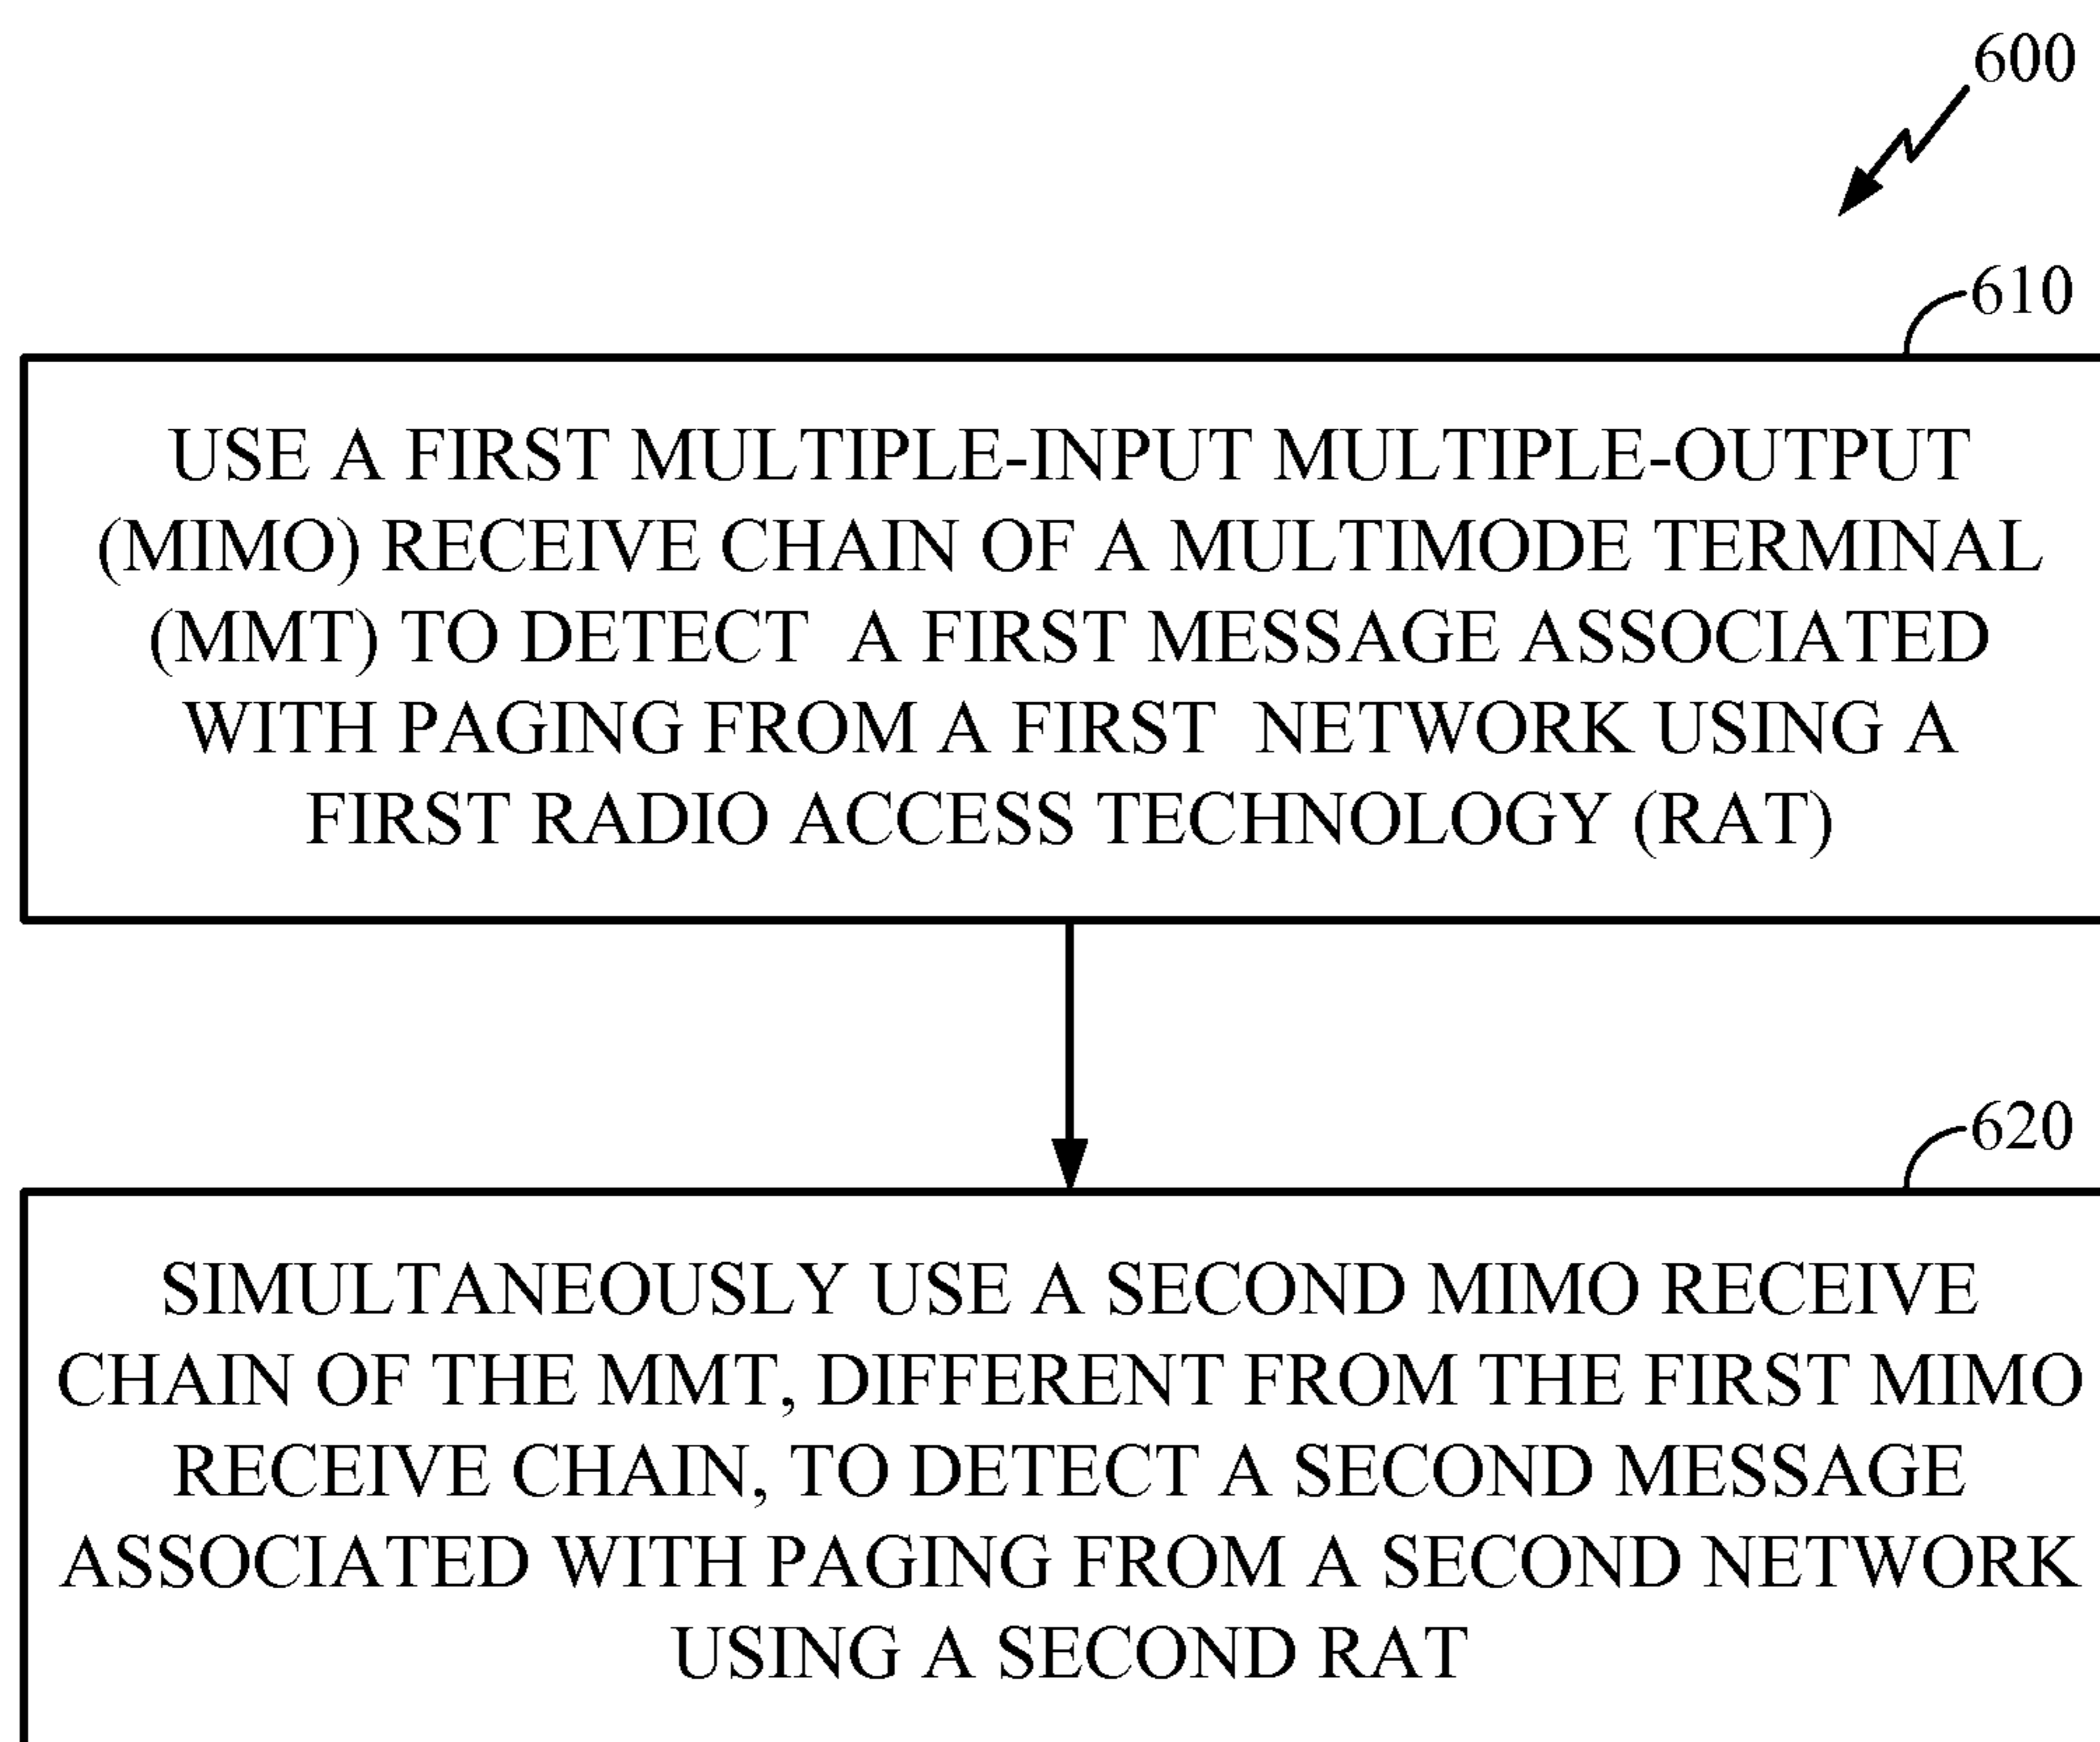 600
610
USE A FIRST MULTIPLE-INPUT MULTIPLE-OUTPUT
(MIMO) RECEIVE CHAIN OF A MULTIMODE TERMINAL
(MMT) TO DETECT A FIRST MESSAGE ASSOCIATED
WITH PAGING FROM A FIRST NETWORK USING A
FIRST RADIO ACCESS TECHNOLOGY (RAT)
620
SIMULTANEOUSLY USE A SECOND MIMO RECEIVE
CHAIN OF THE MMT, DIFFERENT FROM THE FIRST MIMO
RECEIVE CHAIN, TO DETECT A SECOND MESSAGE
ASSOCIATED WITH PAGING FROM A SECOND NETWORK
USING A SECOND RAT